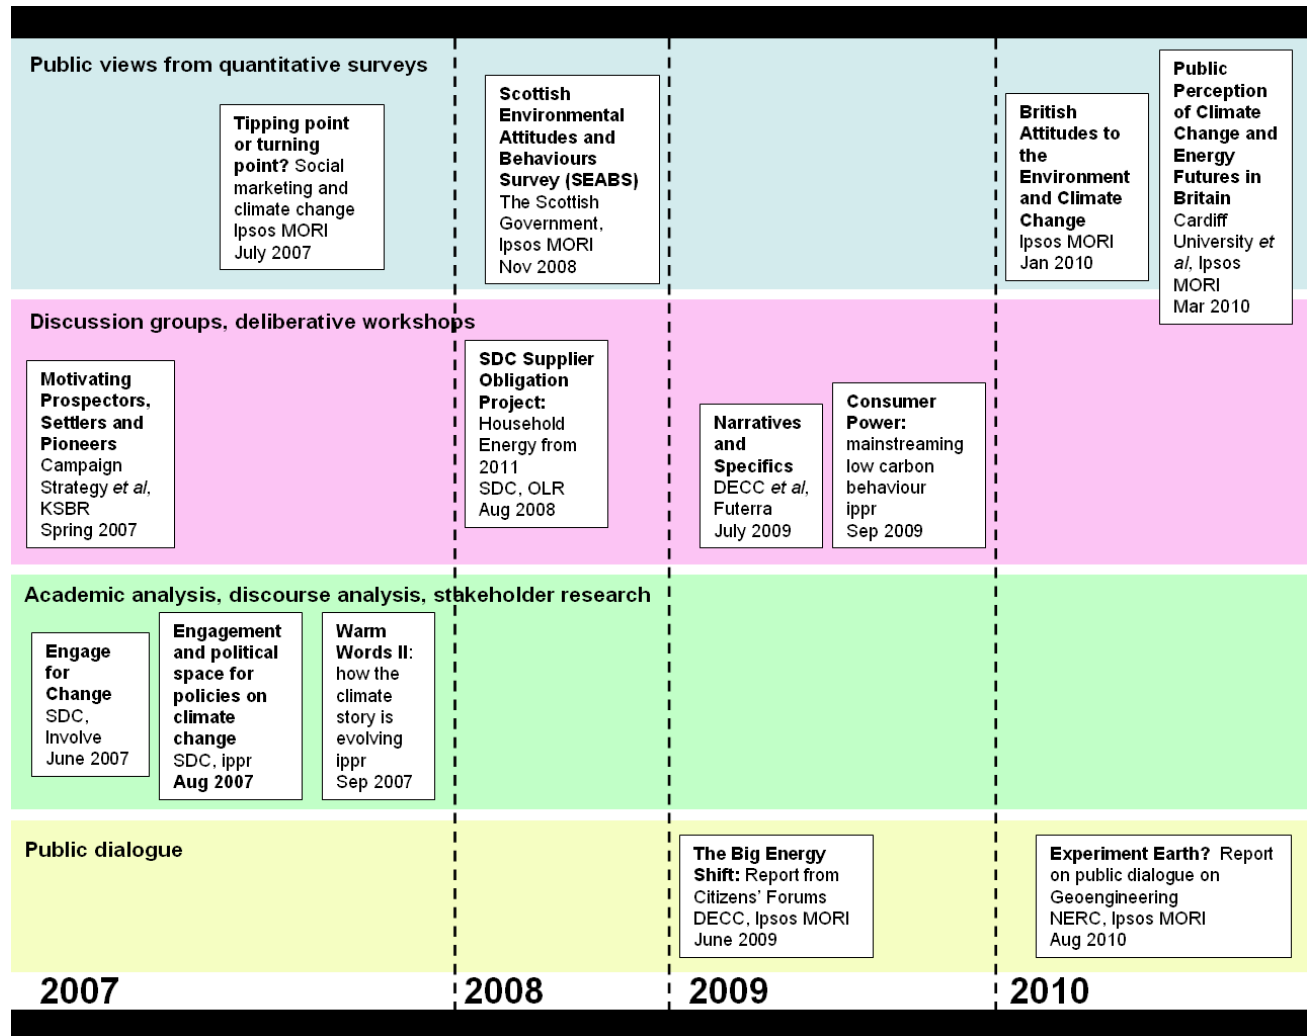 Public views from quantitative surveys
Tipping point
or turning
point? Social
marketing and
climate change
Ipsos MORI
July 2007
Scottish
Environmental
Attitudes and
Behaviours
Survey (SEABS)
The Scottish
Government,
Ipsos MORI
Nov 2008
British
Attitudes to
the
Environment
and Climate
Change
Ipsos MORI
Jan 2010
Public
Perception
of Climate
Change and
Energy
Futures in
Britain
Cardiff
University et
al, Ipsos
MORI
Mar 2010
Discussion groups, deliberative workshops
Motivating
Prospectors,
Settlers and
Pioneers
Campaign
Strategy et al,
KSBR
Spring 2007
SDC Supplier
Obligation
Project:
Household
Energy from
2011
SDC, OLR
Aug 2008
Narratives
and
Specifics
DECC et al,
Futerra
July 2009
Consumer
Power:
mainstreaming
low carbon
behaviour
ippr
Sep 2009
Academic analysis, discourse analysis, stakeholder research
Engage
for
Change
SDC,
Involve
June 2007
Engagement
and political
space for
policies on
climate
change
SDC, ippr
Aug 2007
Warm
Words II:
how the
climate
story is
evolving
ippr
Sep 2007
Public dialogue
The Big Energy
Shift: Report from
Citizens' Forums
DECC, Ipsos MORI
June 2009
Experiment Earth? Report
on public dialogue on
Geoengineering
NERC, Ipsos MORI
Aug 2010
2007
2008
2009
2010